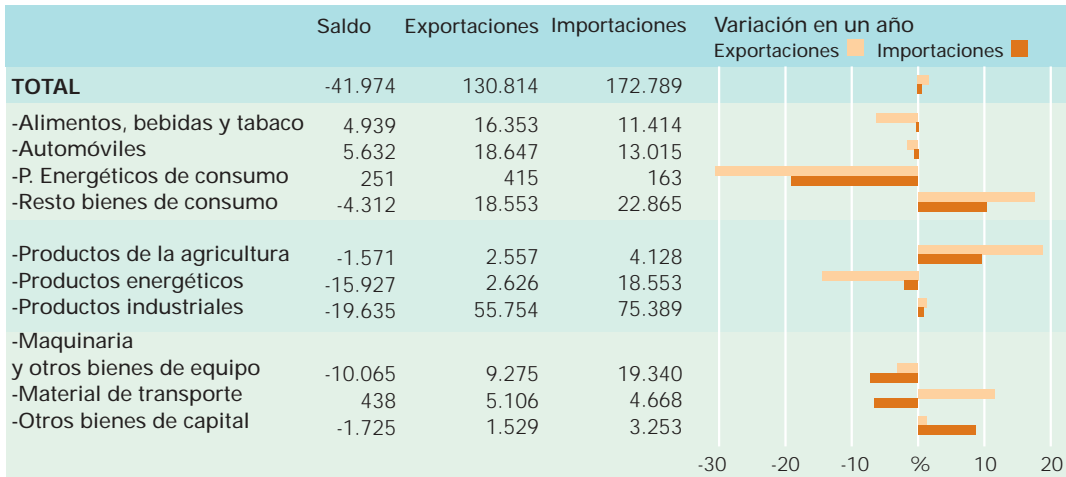 Saldo Exportaciones Importaciones Variación en un año
Exportaciones Importaciones
TOTAL -41.974 130.814 172.789
-Alimentos, bebidas y tabaco 4.939 16.353 11.414
-Automóviles 5.632 18.647 13.015
-P. Energéticos de consumo 251 415 163
-Resto bienes de consumo -4.312 18.553 22.865
-Productos de la agricultura -1.571 2.557 4.128
-Productos energéticos -15.927 2.626 18.553
-Productos industriales -19.635 55.754 75.389
-Maquinaria
y otros bienes de equipo -10.065 9.275 19.340
-Material de transporte 438 5.106 4.668
-Otros bienes de capital -1.725 1.529 3.253
-30 -20 -10 % 10 20